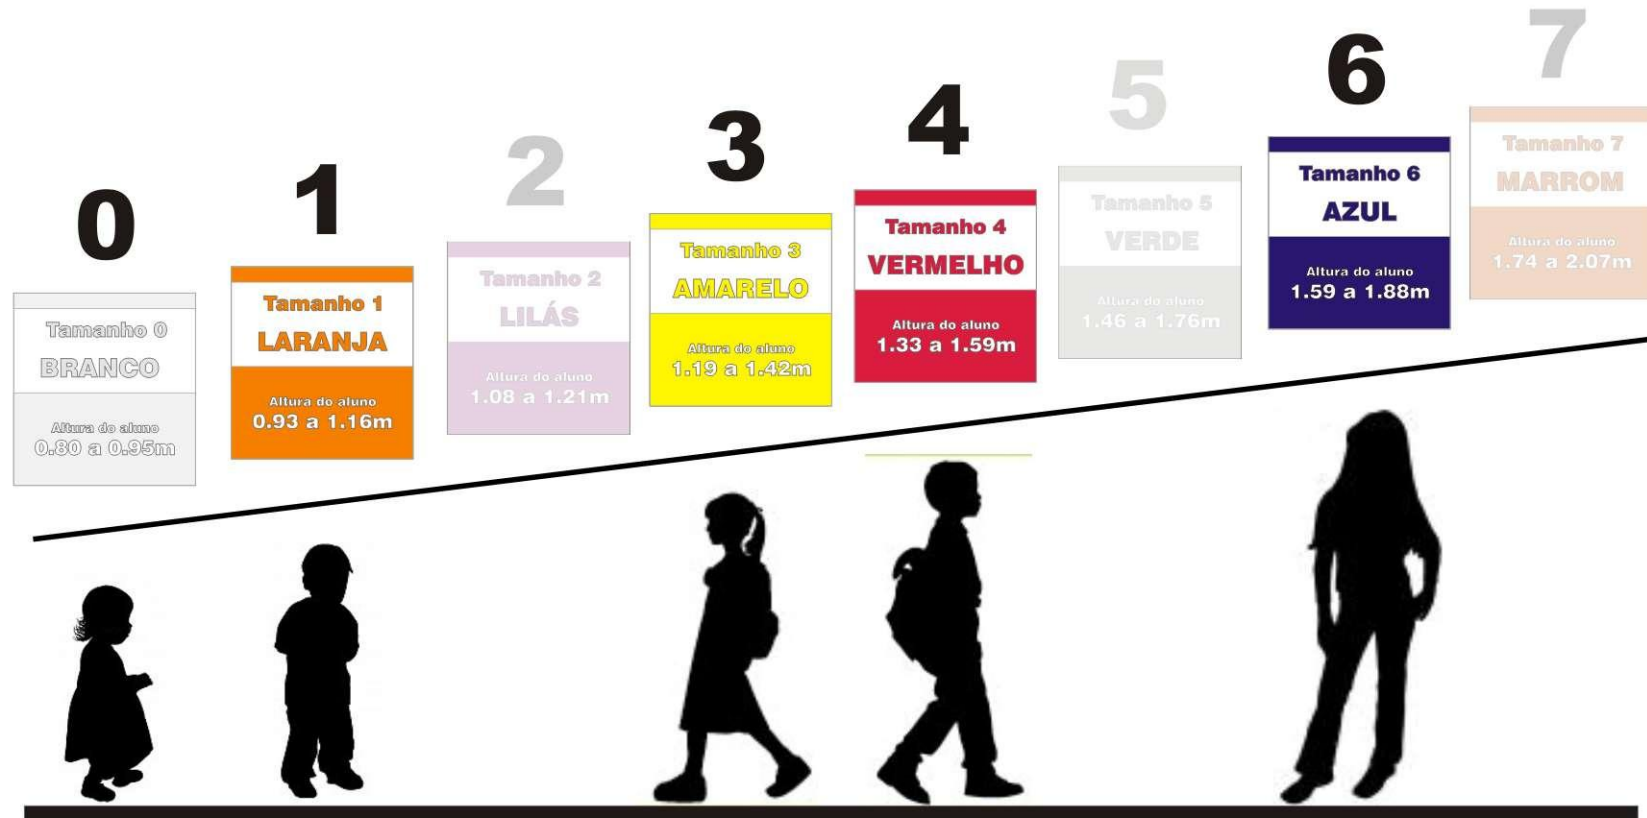 0
Tamanho 0
BRANCO
Altura do aluno
0.80 a 0.95m
1
Tamanho 1
LARANJA
Altura do aluno
0.93 a 1.16m
2
Tamanho 2
LILÁS
Altura do aluno
1.08 a 1.21m
3
Tamanho 3
AMARELO
Altura do aluno
1.19 a 1.42m
4
Tamanho 4
VERMELHO
Altura do aluno
1.33 a 1.59m
5
Tamanho 5
VERDE
Altura do aluno
1.46 a 1.76m
6
Tamanho 6
AZUL
Altura do aluno
1.59 a 1.88m
7
Tamanho 7
MARROM
Altura do aluno
1.74 a 2.07m